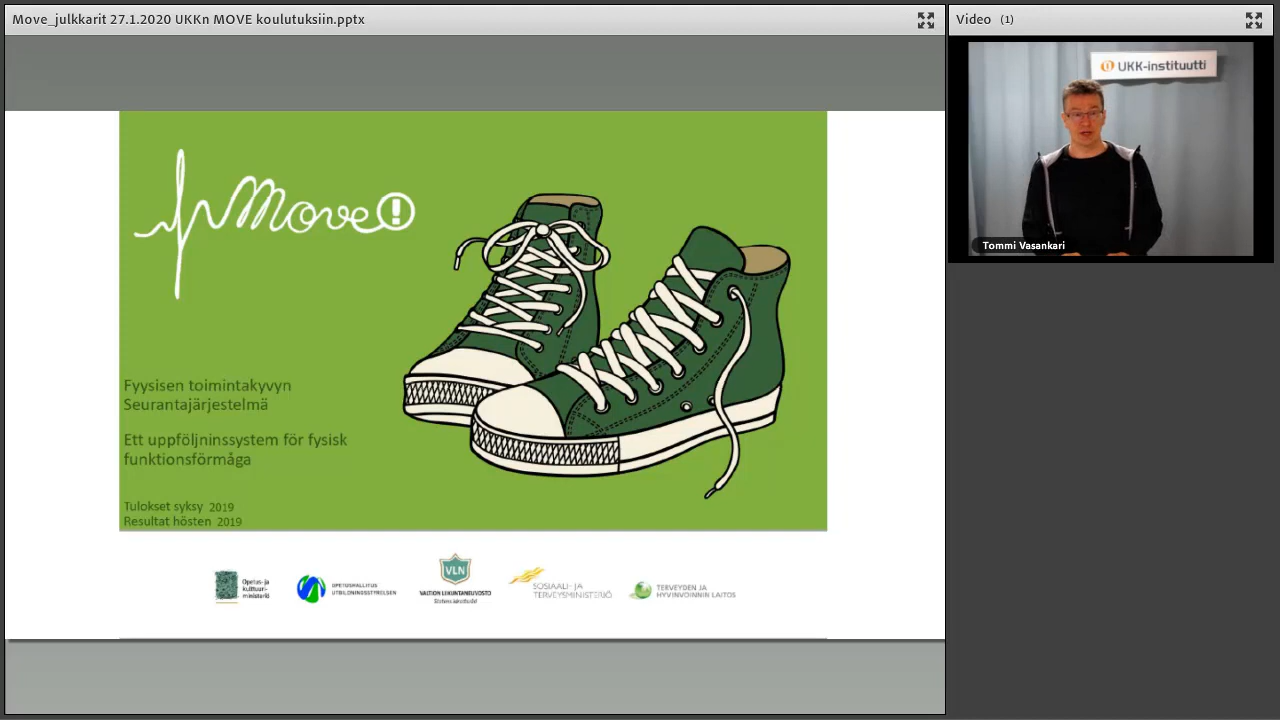 Move_julkkarit 27.1.2020 UKKn MOVE koulutuksiin.pptx
Video (1)
UKK-instituutti
Tommi Vasankari
Move!
Fyysisen toimintakyvyn
Seurantajärjestelmä
Ett uppföljninssystem för fysisk
funktionsförmåga
Tulokset syksy 2019
Resultat hösten 2019
Opetus- ja
kulttuuri-
ministeriö
OPETUSHALLITUS
UTBILDNINGSSTYRELSEN
VLN
VALTION LIIKUNTANEUVOSTO
SOSIAALI- JA
TERVEYSMINISTERIÖ
TERVEYDEN JA
HYVINVOINNIN LAITOS